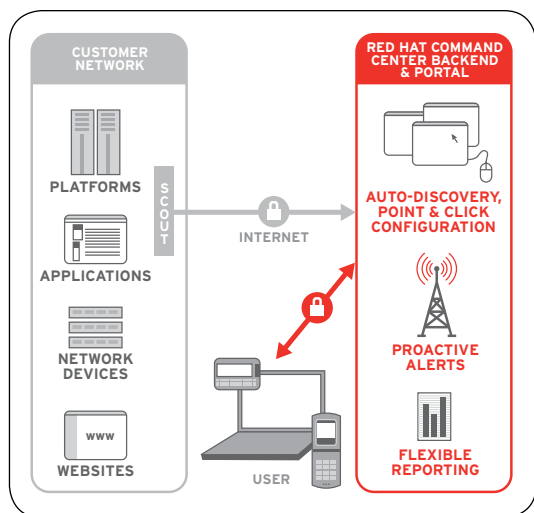 CUSTOMER
NETWORK
PLATFORMS
APPLICATIONS
NETWORK
DEVICES
www
WEBSITES
SCOUT
INTERNET
USER
RED HAT COMMAND
CENTER BACKEND
& PORTAL
AUTO-DISCOVERY,
POINT & CLICK
CONFIGURATION
PROACTIVE
ALERTS
FLEXIBLE
REPORTING